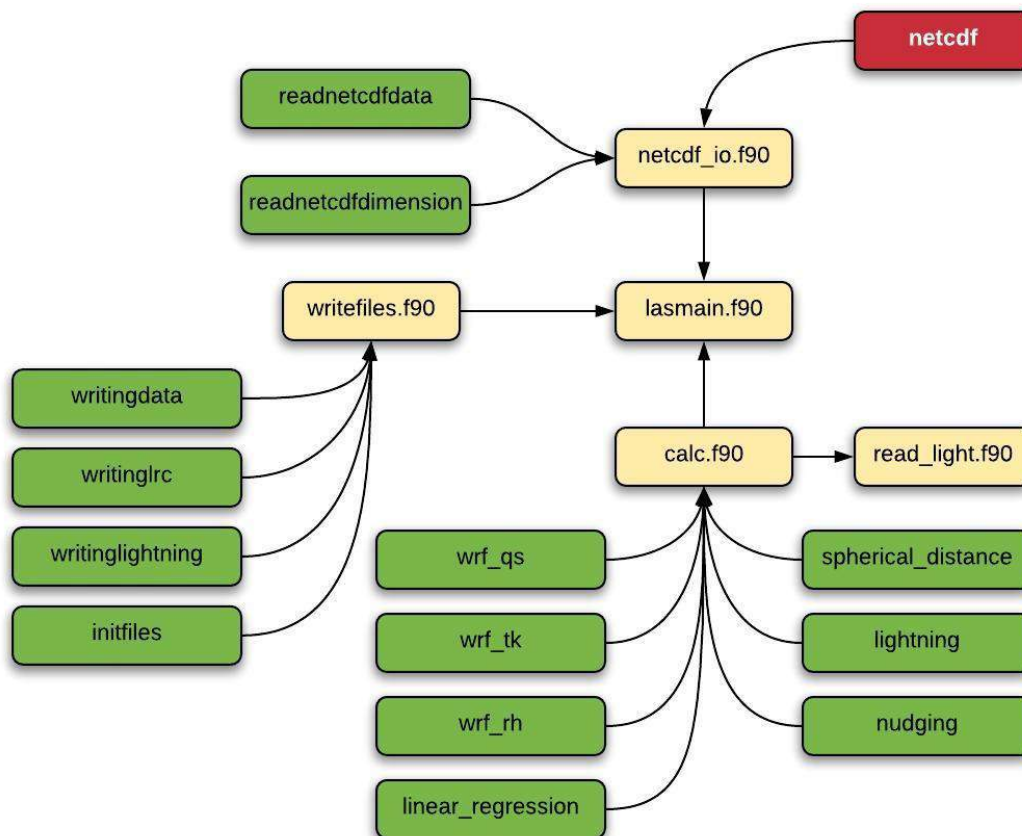 netcdf
readnetcdfdata
netcdf_io.f90
readnetcdfdimension
writefiles.f90
lasmain.f90
writingdata
writinglrc
writinglightning
initfiles
calc.f90
read_light.f90
wrf_qs
spherical_distance
wrf_tk
lightning
wrf_rh
nudging
linear_regression